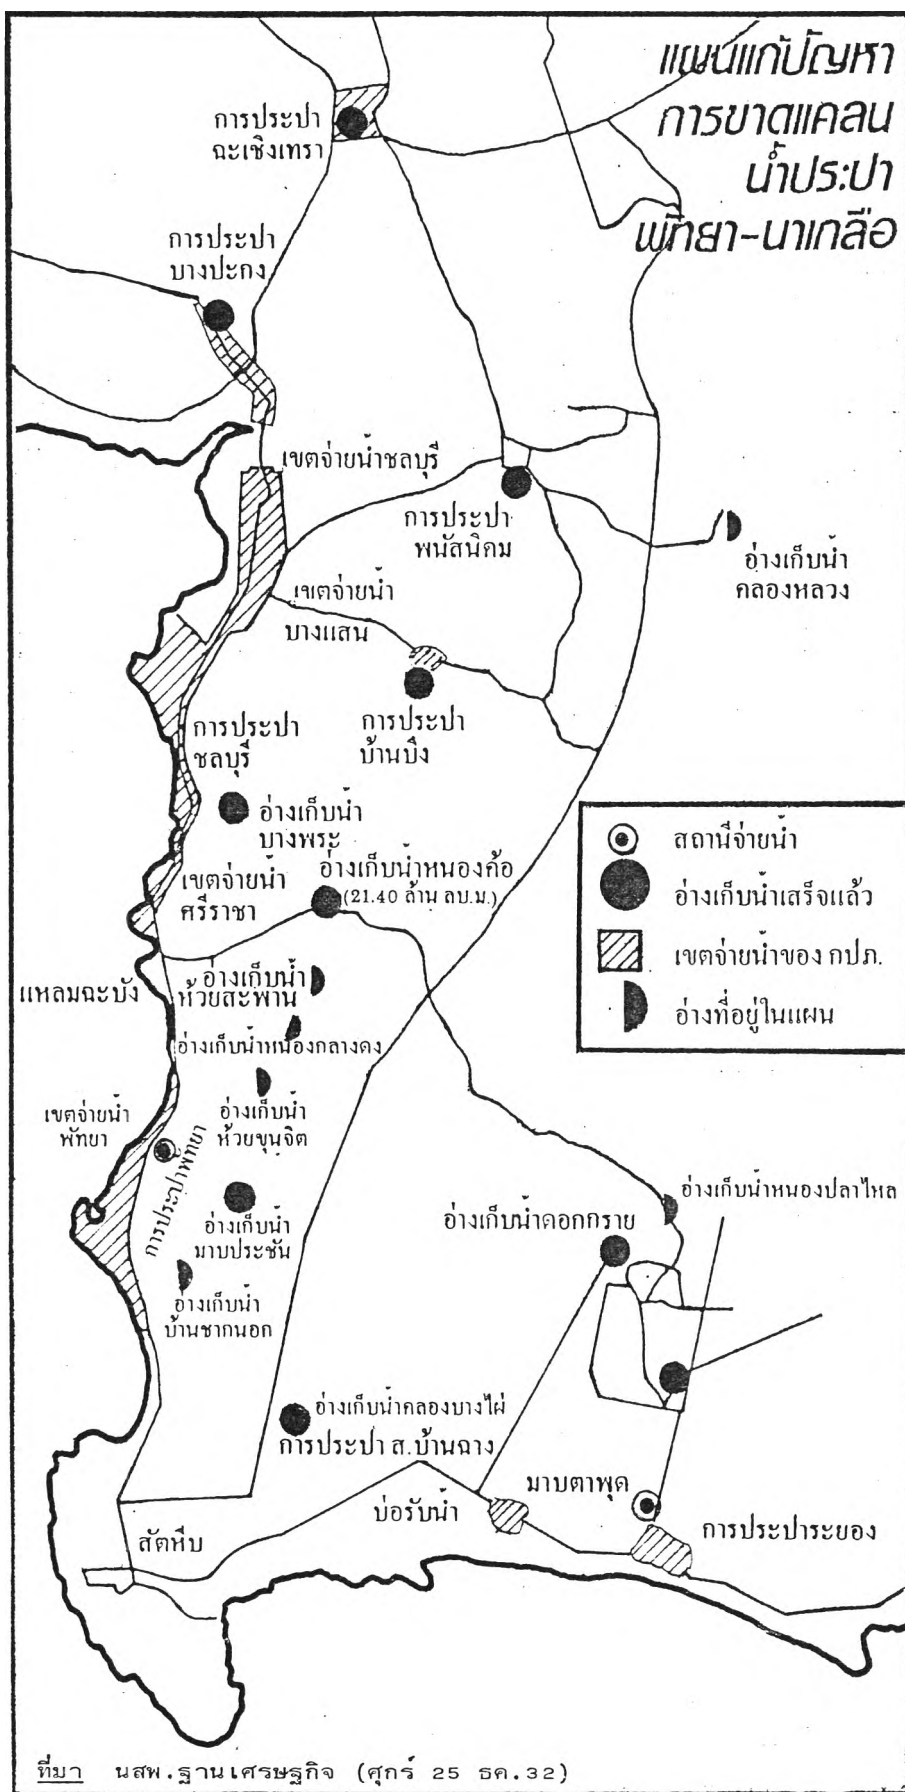 แผนแก้ปัญหา
การขาดแคลน
น้ำประปา
พัทยา-นาเกลือ
การประปา
ฉะเชิงเทรา
การประปา
บางปะกง
เขตจ่ายน้ำชลบุรี
การประปา
พนัสนิคม
อ่างเก็บน้ำ
คลองหลวง
เขตจ่ายน้ำ
บางแสน
การประปา
บ้านบึง
การประปา
ชลบุรี
อ่างเก็บน้ำ
บางพระ
เขตจ่ายน้ำ
ศรีราชา
อ่างเก็บน้ำหนองค้อ
(21.40 ล้าน ลบ.ม.)
สถานีจ่ายน้ำ
อ่างเก็บน้ำเสร็จแล้ว
เขตจ่ายน้ำของ กปภ.
อ่างที่อยู่ในแผน
แหลมฉะบัง
อ่างเก็บน้ำ
ห้วยสะพาน
อ่างเก็บน้ำหนองกลางดง
เขตจ่ายน้ำ
พัทยา
อ่างเก็บน้ำ
ห้วยขุนจิต
การประปาพัทยา
อ่างเก็บน้ำ
มาบประชัน
อ่างเก็บน้ำ
บ้านชากนอก
อ่างเก็บน้ำหนองปลาไหล
อ่างเก็บน้ำดอกกราย
อ่างเก็บน้ำคลองบางไผ่
การประปา ส.บ้านฉาง
มาบตาพุด
บ่อรับน้ำ
การประปาระยอง
สัตหีบ
ที่มา นสพ.ฐานเศรษฐกิจ (ศุกร์ 25 ธค.32)